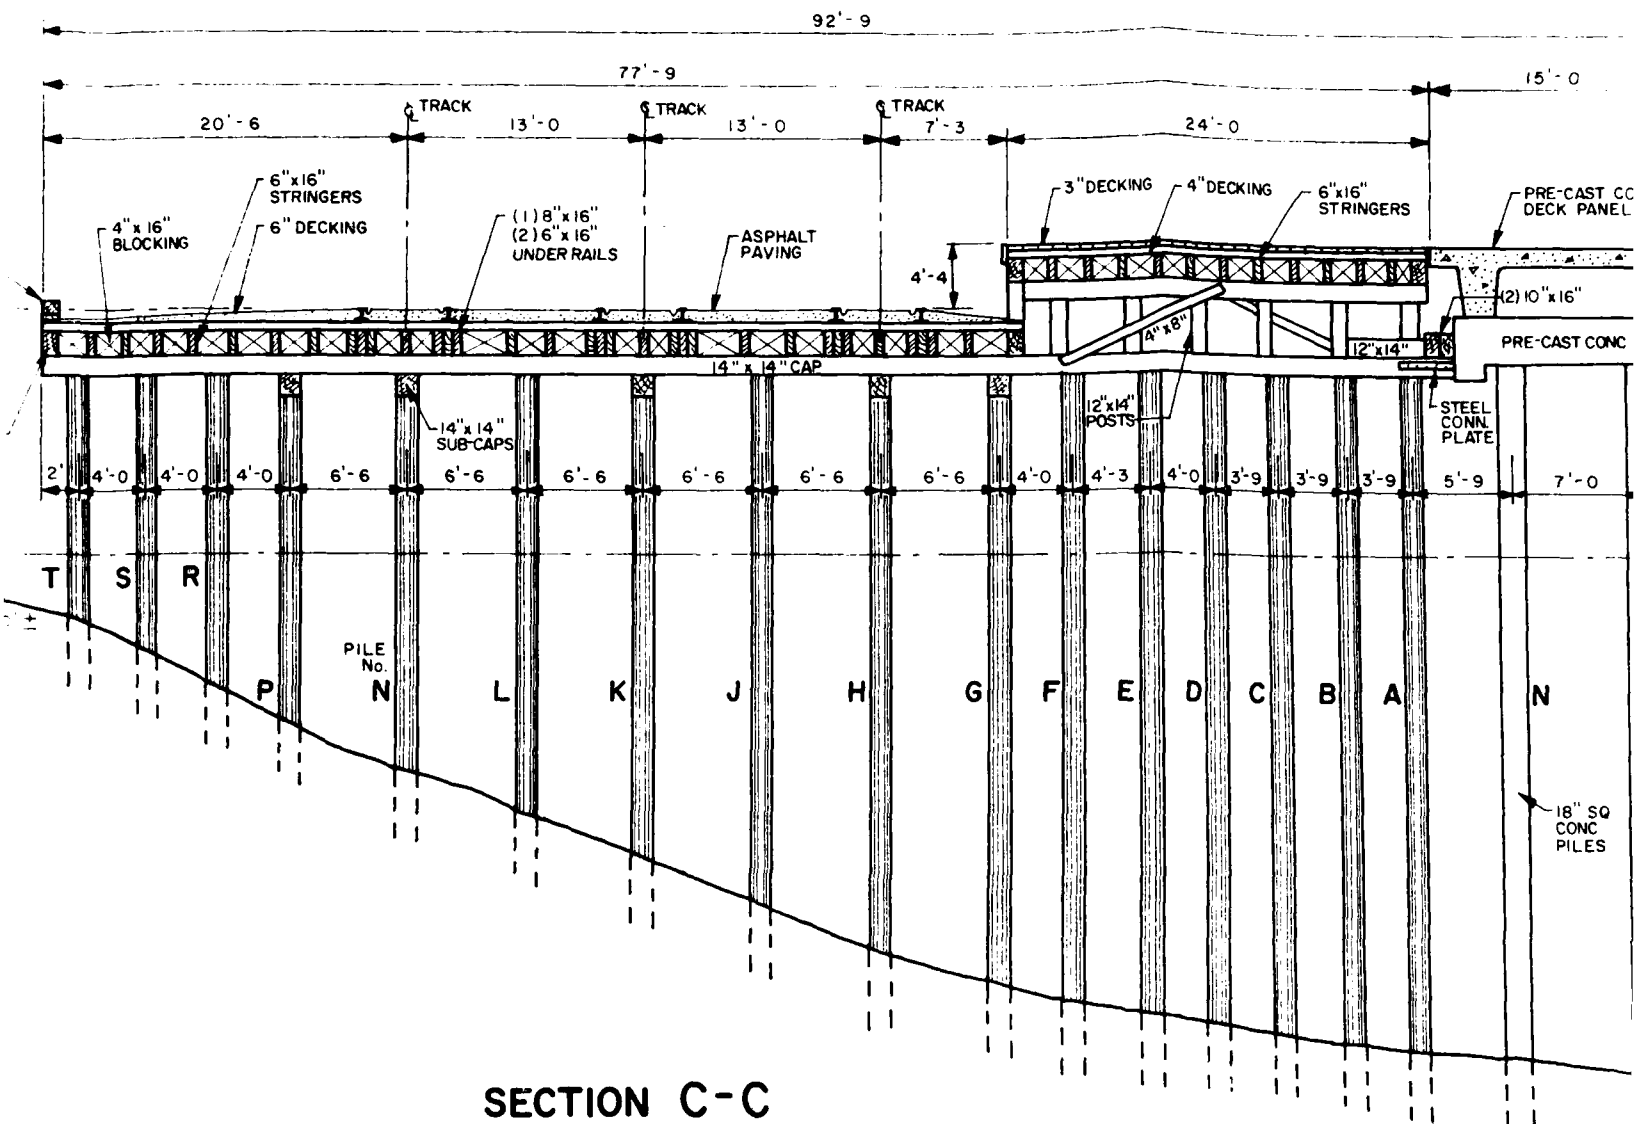 92'-9
77'-9
15'-0
℄ TRACK
℄ TRACK
℄ TRACK
20'-6
13'-0
13'-0
7'-3
24'-0
6"x16"
STRINGERS
6" DECKING
4"x16"
BLOCKING
(1) 8"x16"
(2) 6"x16"
UNDER RAILS
ASPHALT
PAVING
3" DECKING
4" DECKING
6"x16"
STRINGERS
PRE-CAST CO
DECK PANEL
4'-4
(2) 10"x16"
4"x8"
12"x14"
PRE-CAST CONC
14"x14" CAP
14"x14"
SUB-CAPS
12"x14"
POSTS
STEEL
CONN.
PLATE
2'
4'-0
4'-0
4'-0
6'-6
6'-6
6'-6
6'-6
6'-6
6'-6
4'-0
4'-3
4'-0
3'-9
3'-9
3'-9
5'-9
7'-0
T
S
R
PILE
No.
P
N
L
K
J
H
G
F
E
D
C
B
A
N
18" SQ
CONC
PILES
SECTION C-C